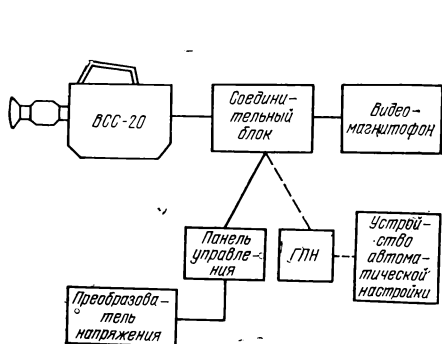 ВСС-20
Соедини-
тельный
блок
Видео-
магнитофон
Панель
управле-
ния
ГПН
Устрой-
ство
автома-
тической
настройки
Преобразова-
тель
напряжения